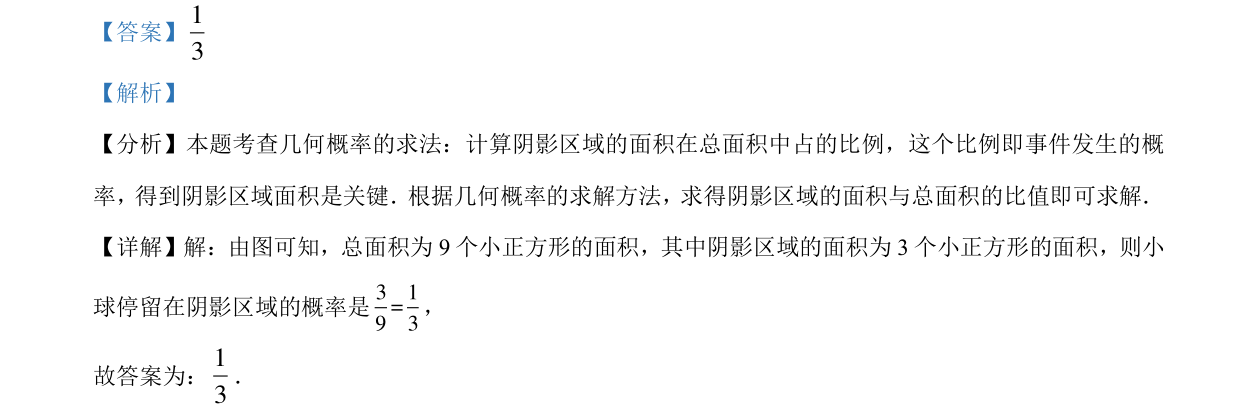 【答案】1/3
【解析】
【分析】本题考查几何概率的求法：计算阴影区域的面积在总面积中占的比例，这个比例即事件发生的概
率，得到阴影区域面积是关键．根据几何概率的求解方法，求得阴影区域的面积与总面积的比值即可求解．
【详解】解：由图可知，总面积为 9 个小正方形的面积，其中阴影区域的面积为 3 个小正方形的面积，则小
球停留在阴影区域的概率是 3/9=1/3，
故答案为：1/3．